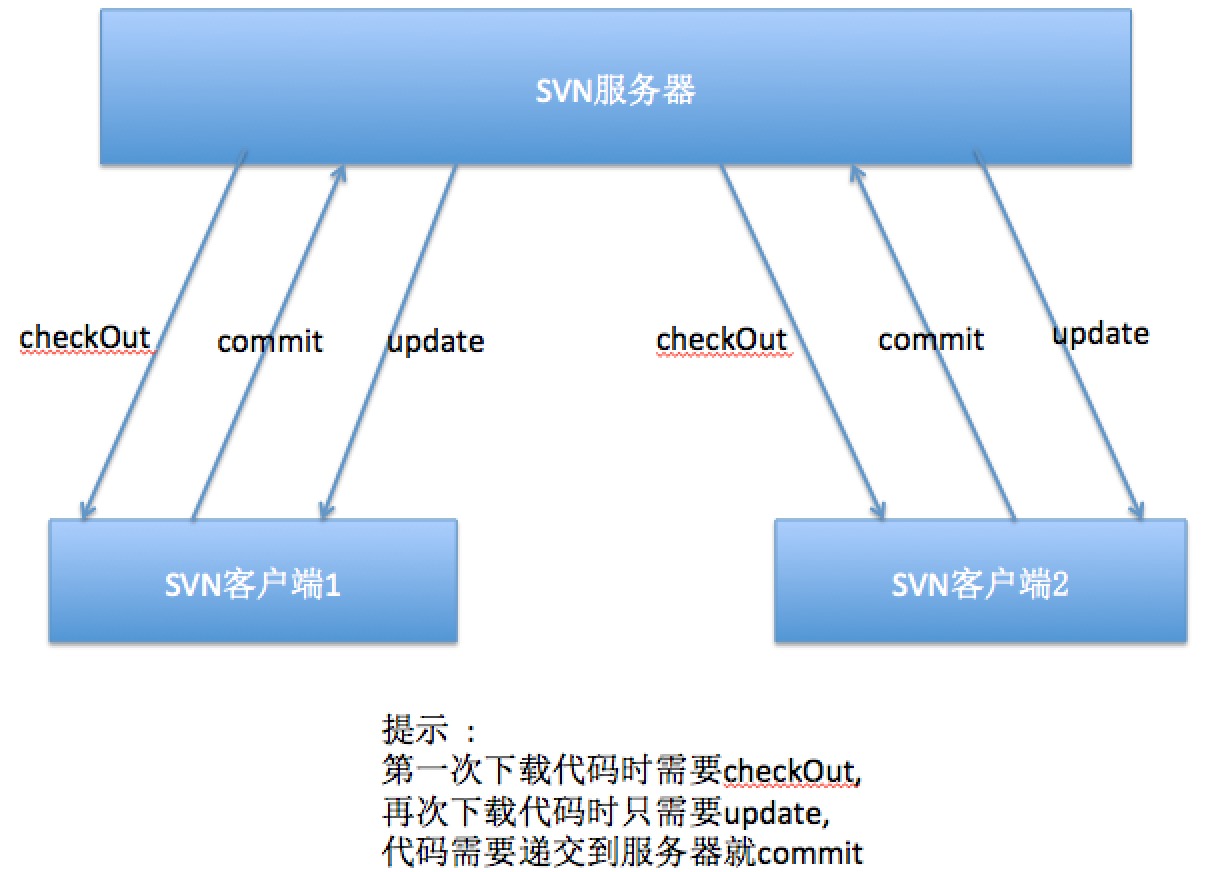 SVN服务器
checkOut
commit
update
checkOut
commit
update
SVN客户端1
SVN客户端2
提示 :
第一次下载代码时需要checkOut,
再次下载代码时只需要update,
代码需要递交到服务器就commit